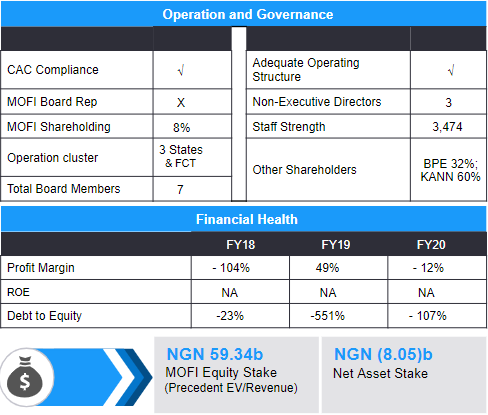 Operation and Governance
CAC Compliance √
MOFI Board Rep X
MOFI Shareholding 8%
Operation cluster 3 States
& FCT
Total Board Members 7
Adequate Operating
Structure √
Non-Executive Directors 3
Staff Strength 3,474
Other Shareholders BPE 32%;
KANN 60%
Financial Health
FY18 FY19 FY20
Profit Margin - 104% 49% - 12%
ROE NA NA NA
Debt to Equity -23% -551% - 107%
$
NGN 59.34b
MOFI Equity Stake
(Precedent EV/Revenue)
NGN (8.05)b
Net Asset Stake